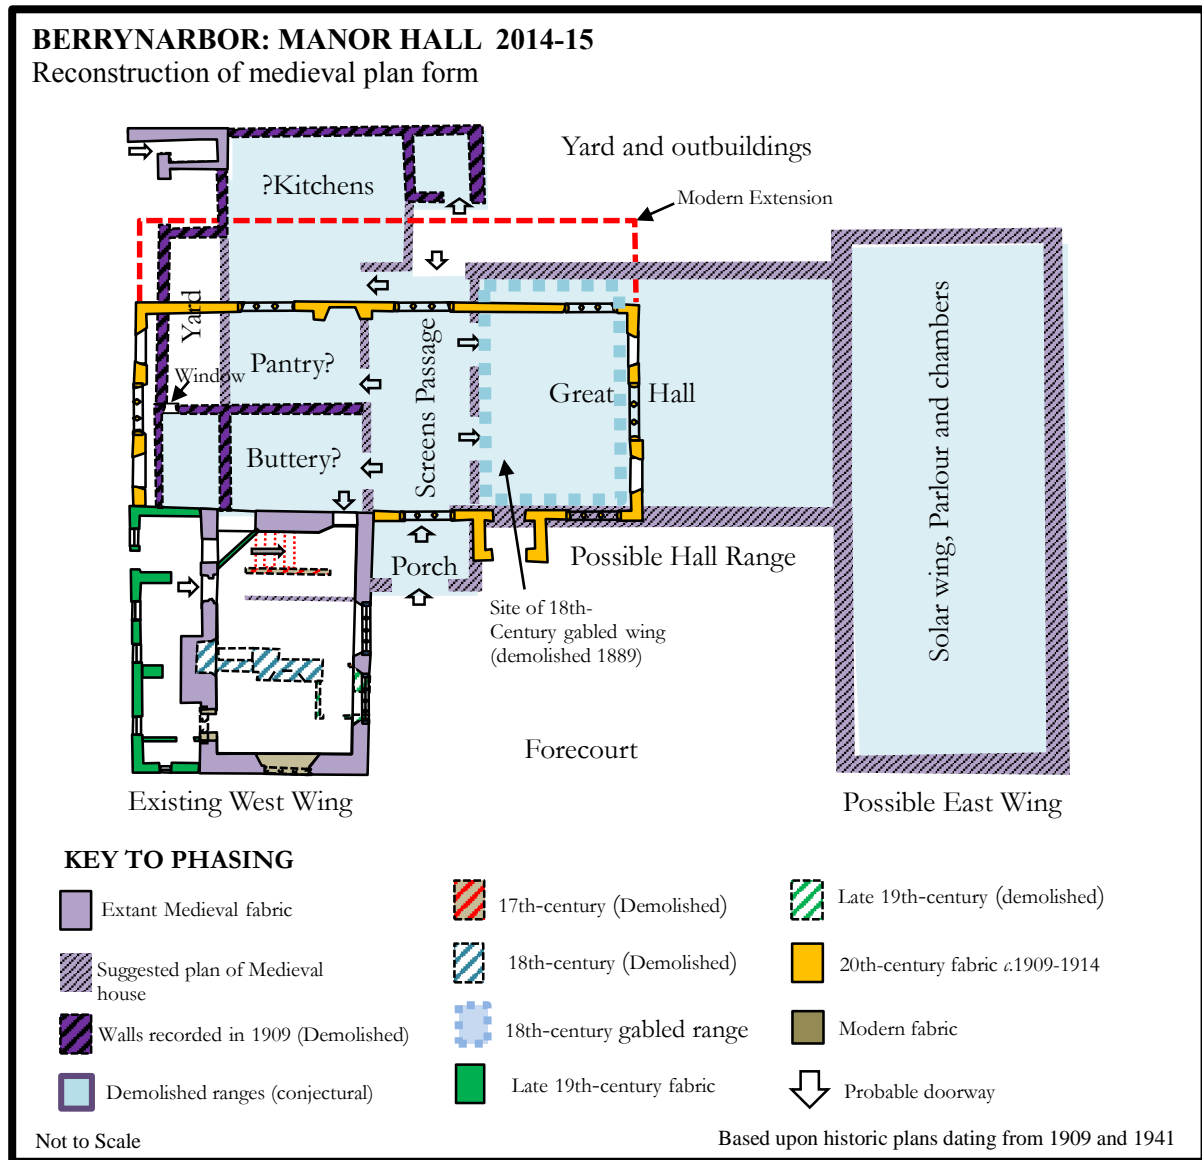 BERRYNARBOR: MANOR HALL 2014-15
Reconstruction of medieval plan form
Yard and outbuildings
?Kitchens
Modern Extension
Yard
Window
Pantry?
Screens Passage
Great Hall
Buttery?
Solar wing, Parlour and chambers
Porch
Possible Hall Range
Site of 18th-
Century gabled wing
(demolished 1889)
Forecourt
Existing West Wing
Possible East Wing
KEY TO PHASING
Extant Medieval fabric
Suggested plan of Medieval
house
Walls recorded in 1909 (Demolished)
Demolished ranges (conjectural)
17th-century (Demolished)
18th-century (Demolished)
18th-century gabled range
Late 19th-century fabric
Late 19th-century (demolished)
20th-century fabric c.1909-1914
Modern fabric
Probable doorway
Not to Scale
Based upon historic plans dating from 1909 and 1941